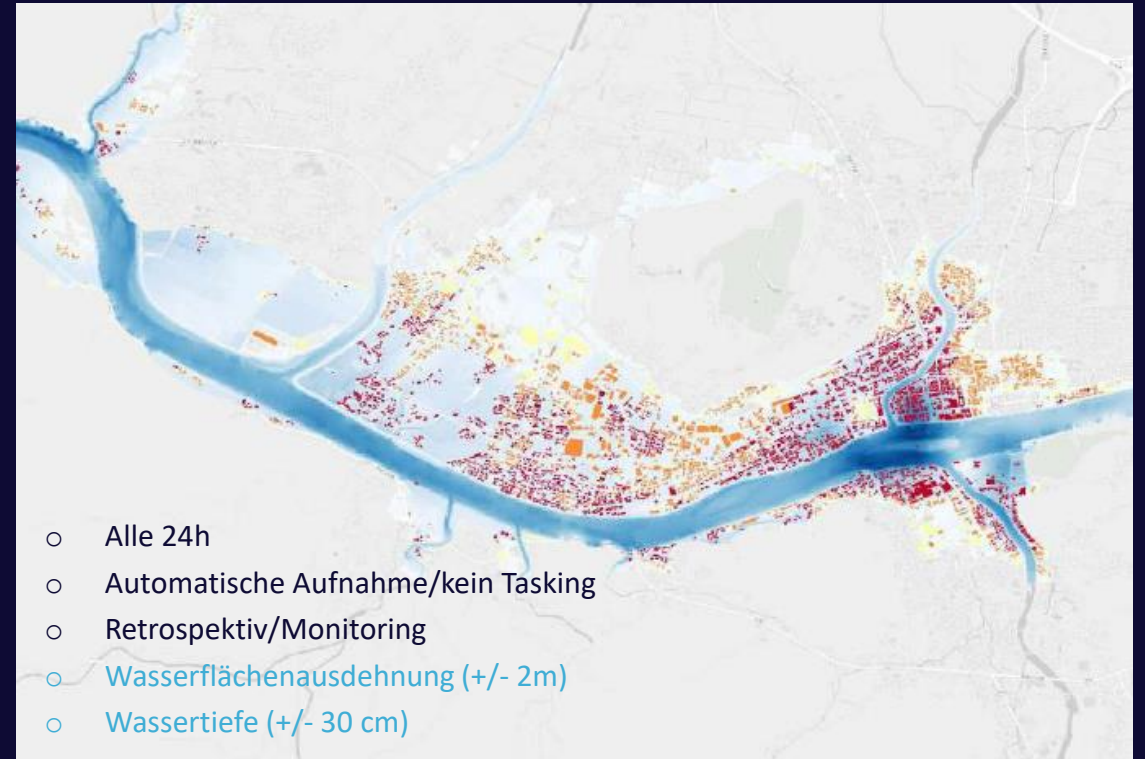 o Alle 24h
o Automatische Aufnahme/kein Tasking
o Retrospektiv/Monitoring
o Wasserflächenausdehnung (+/- 2m)
o Wassertiefe (+/- 30 cm)